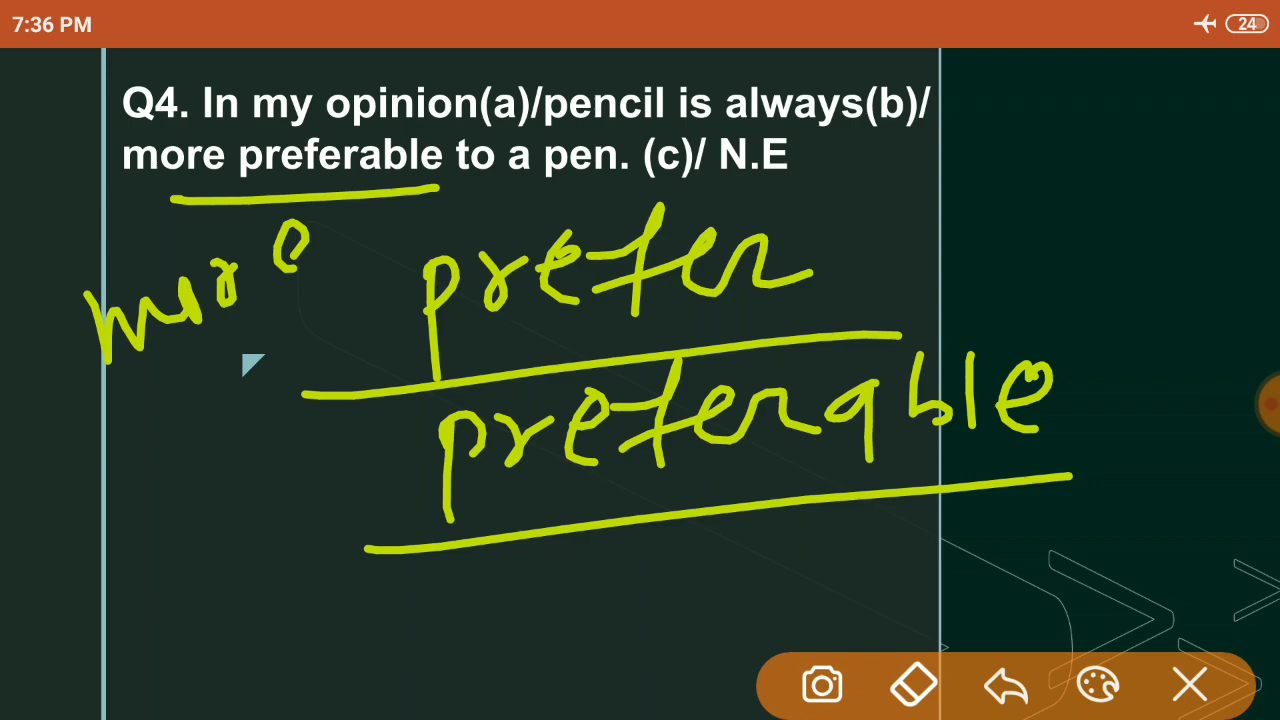 7:36 PM
24
Q4. In my opinion(a)/pencil is always(b)/
more preferable to a pen. (c)/ N.E
more prefer
preferable